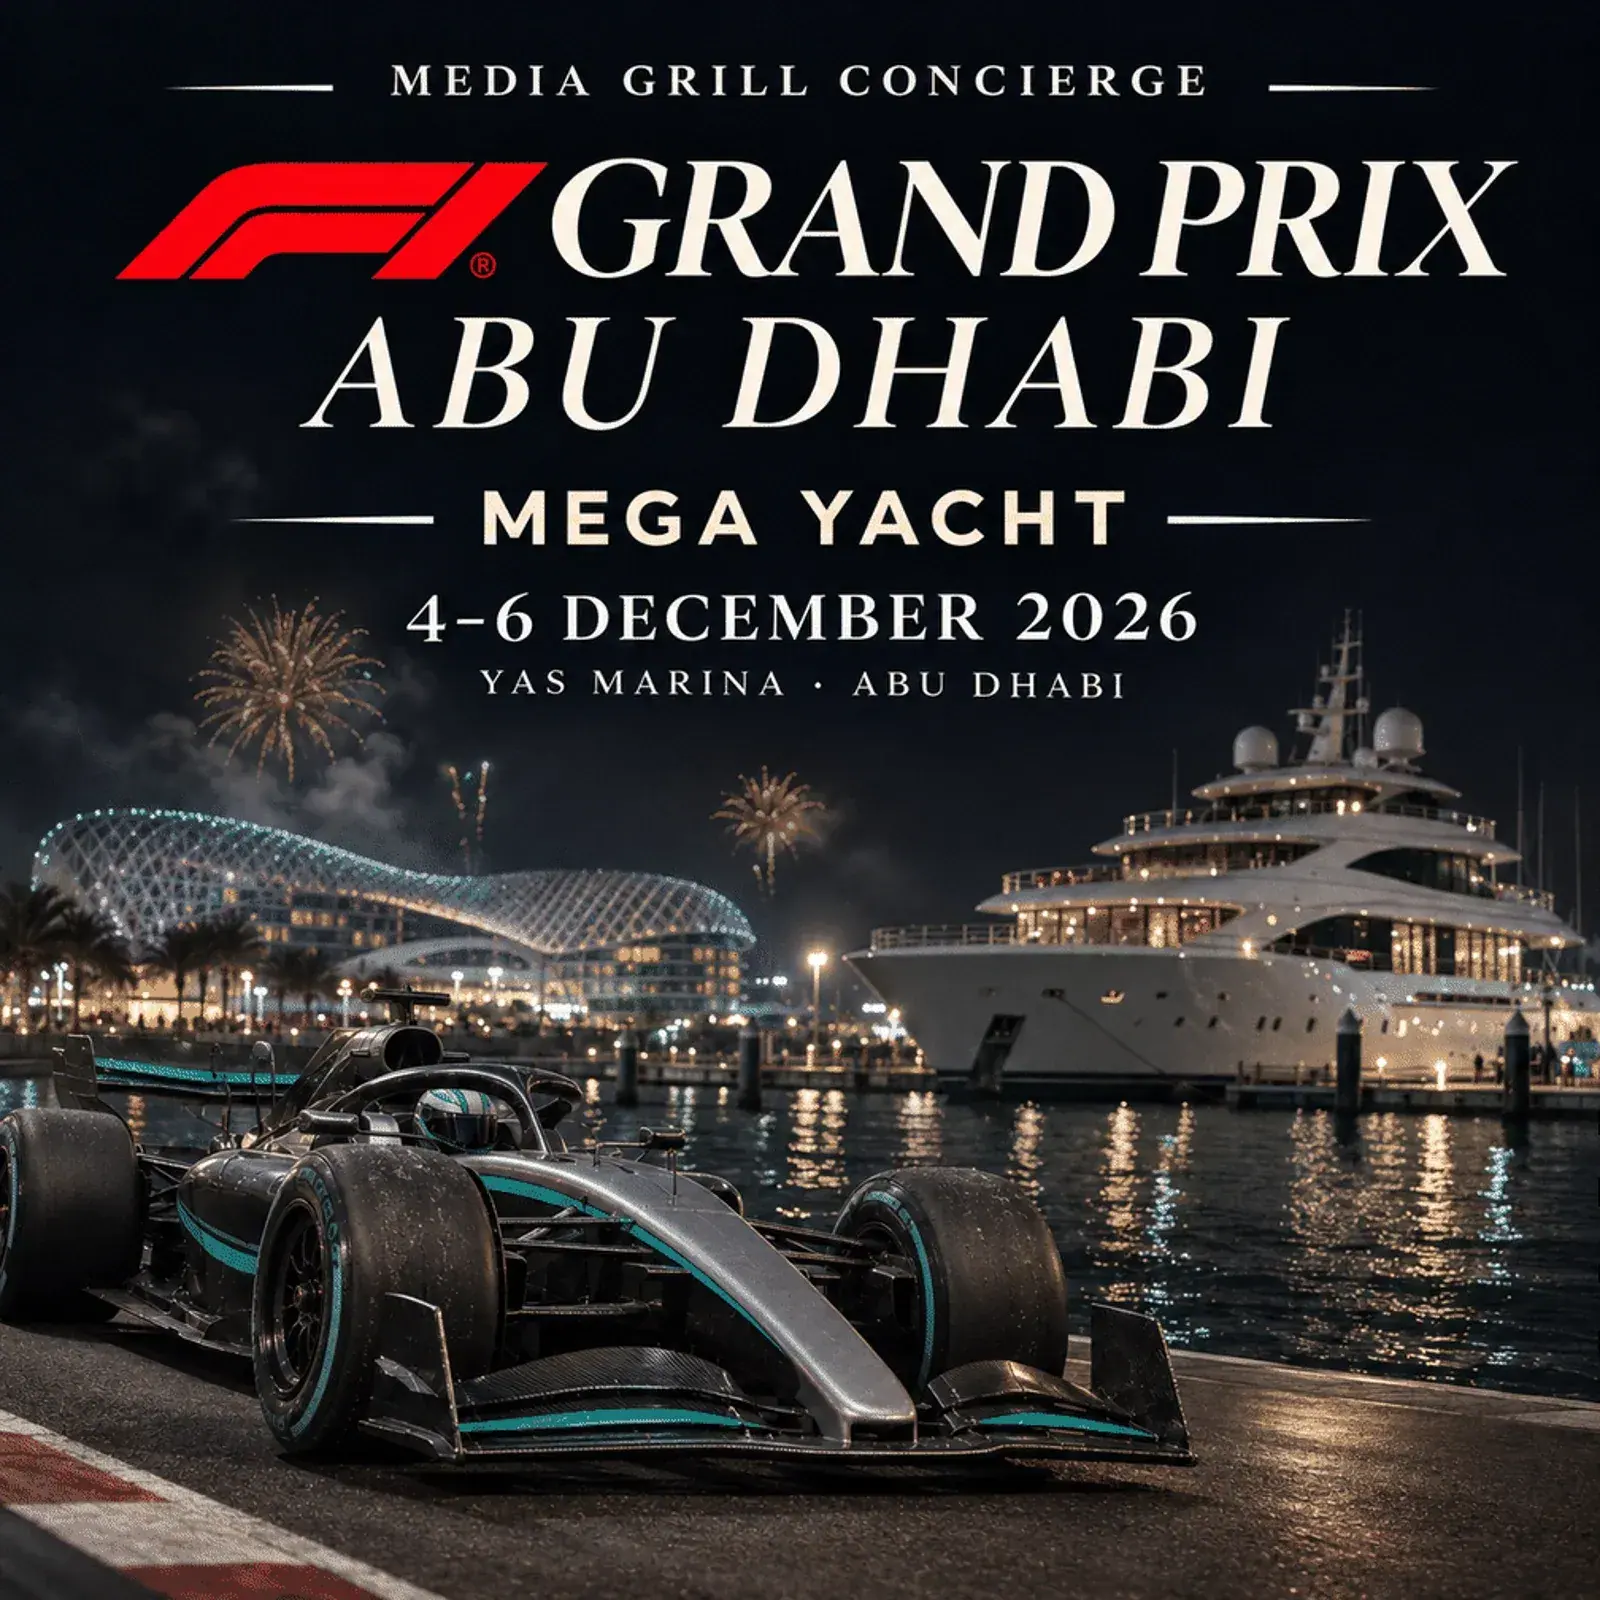 MEDIA GRILL CONCIERGE
F1® GRAND PRIX
ABU DHABI
MEGA YACHT
4–6 DECEMBER 2026
YAS MARINA · ABU DHABI